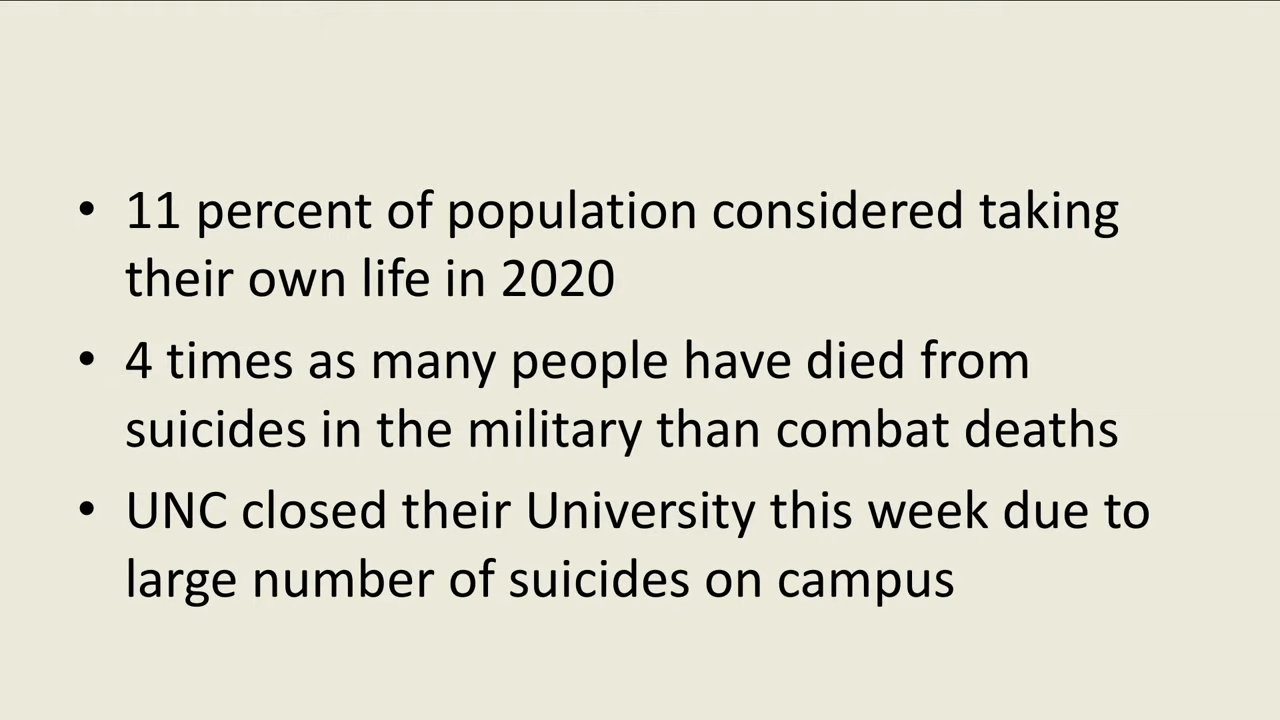 • 11 percent of population considered taking
their own life in 2020
• 4 times as many people have died from
suicides in the military than combat deaths
• UNC closed their University this week due to
large number of suicides on campus